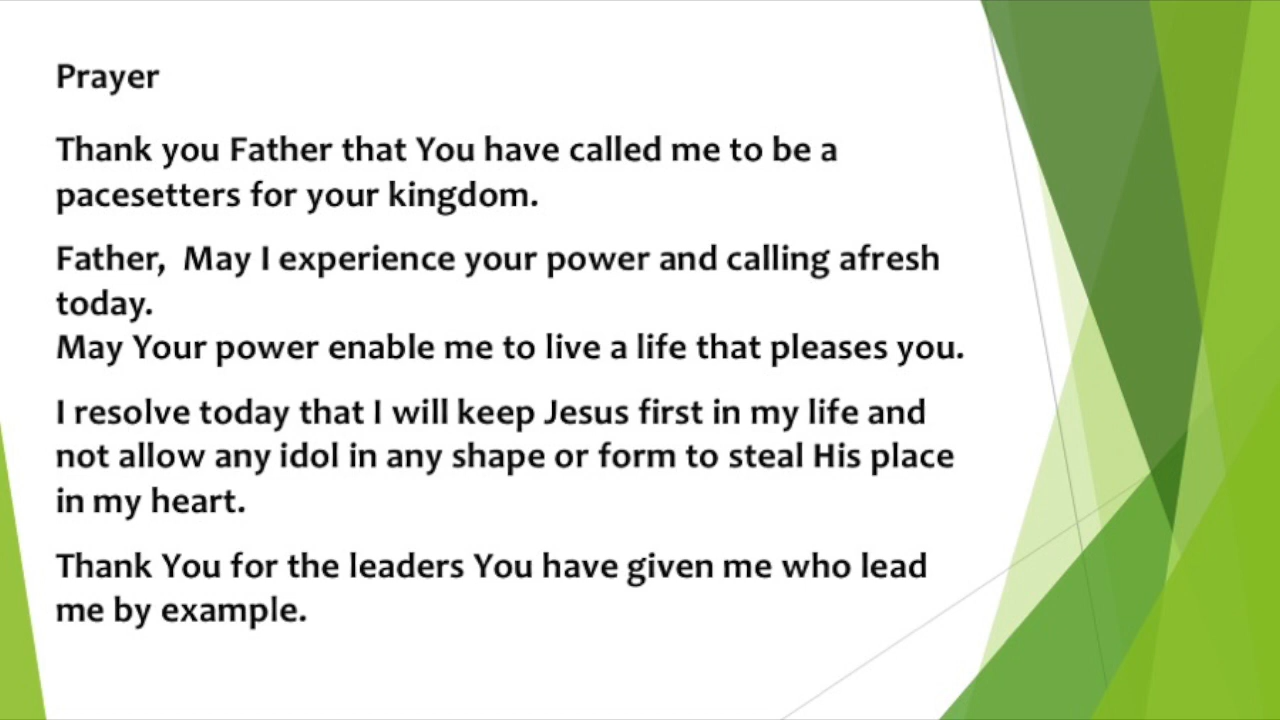 Prayer
Thank you Father that You have called me to be a
pacesetters for your kingdom.
Father,  May I experience your power and calling afresh
today.
May Your power enable me to live a life that pleases you.
I resolve today that I will keep Jesus first in my life and
not allow any idol in any shape or form to steal His place
in my heart.
Thank You for the leaders You have given me who lead
me by example.